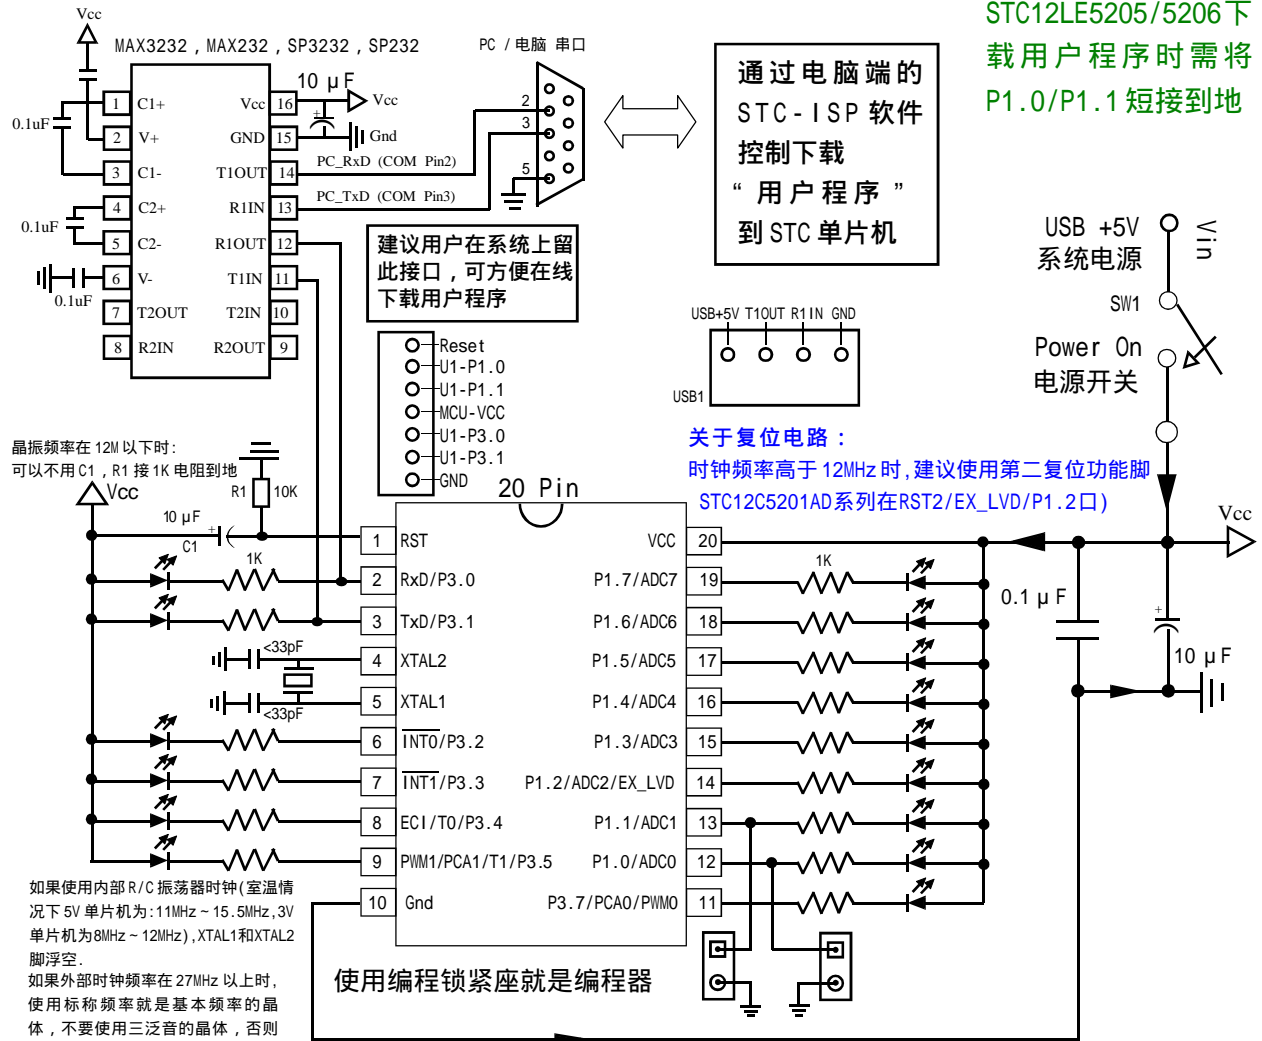 Vcc
MAX3232 , MAX232 , SP3232 , SP232
PC / 电脑 串口
STC12LE5205/5206 下
载用户程序时需将
P1.0/P1.1 短接到地
10 μF
Vcc
1 C1+ Vcc 16
0.1uF
2 V+ GND 15
Gnd
3 C1- T1OUT 14
PC_RxD (COM Pin2)
4 C2+ R1IN 13
PC_TxD (COM Pin3)
0.1uF
5 C2- R1OUT 12
6 V- T1IN 11
0.1uF
7 T2OUT T2IN 10
8 R2IN R2OUT 9
2
3
5
通过电脑端的
STC-ISP 软件
控制下载
“用户程序”
到 STC 单片机
建议用户在系统上留
此接口，可方便在线
下载用户程序
USB +5V
系统电源
Vin
SW1
Power On
电源开关
USB+5V T1OUT R1IN GND
USB1
Reset
U1-P1.0
U1-P1.1
MCU-VCC
U1-P3.0
U1-P3.1
GND
关于复位电路：
时钟频率高于 12MHz 时,建议使用第二复位功能脚
STC12C5201AD系列在RST2/EX_LVD/P1.2口)
晶振频率在 12M 以下时:
可以不用 C1 , R1 接 1K 电阻到地
Vcc
R1
10K
10 μF
C1
1K
20 Pin
1 RST VCC 20
2 RxD/P3.0 P1.7/ADC7 19
3 TxD/P3.1 P1.6/ADC6 18
4 XTAL2 P1.5/ADC5 17
5 XTAL1 P1.4/ADC4 16
6 INT0/P3.2 P1.3/ADC3 15
7 INT1/P3.3 P1.2/ADC2/EX_LVD 14
8 ECI/T0/P3.4 P1.1/ADC1 13
9 PWM1/PCA1/T1/P3.5 P1.0/ADC0 12
10 Gnd P3.7/PCA0/PWM0 11
<33pF
<33pF
1K
Vcc
0.1 μF
10 μF
如果使用内部 R/C 振荡器时钟(室温情
况下 5V 单片机为:11MHz ~ 15.5MHz,3V
单片机为8MHz ~ 12MHz),XTAL1和XTAL2
脚浮空.
如果外部时钟频率在 27MHz 以上时,
使用标称频率就是基本频率的晶
体，不要使用三泛音的晶体，否则
使用编程锁紧座就是编程器